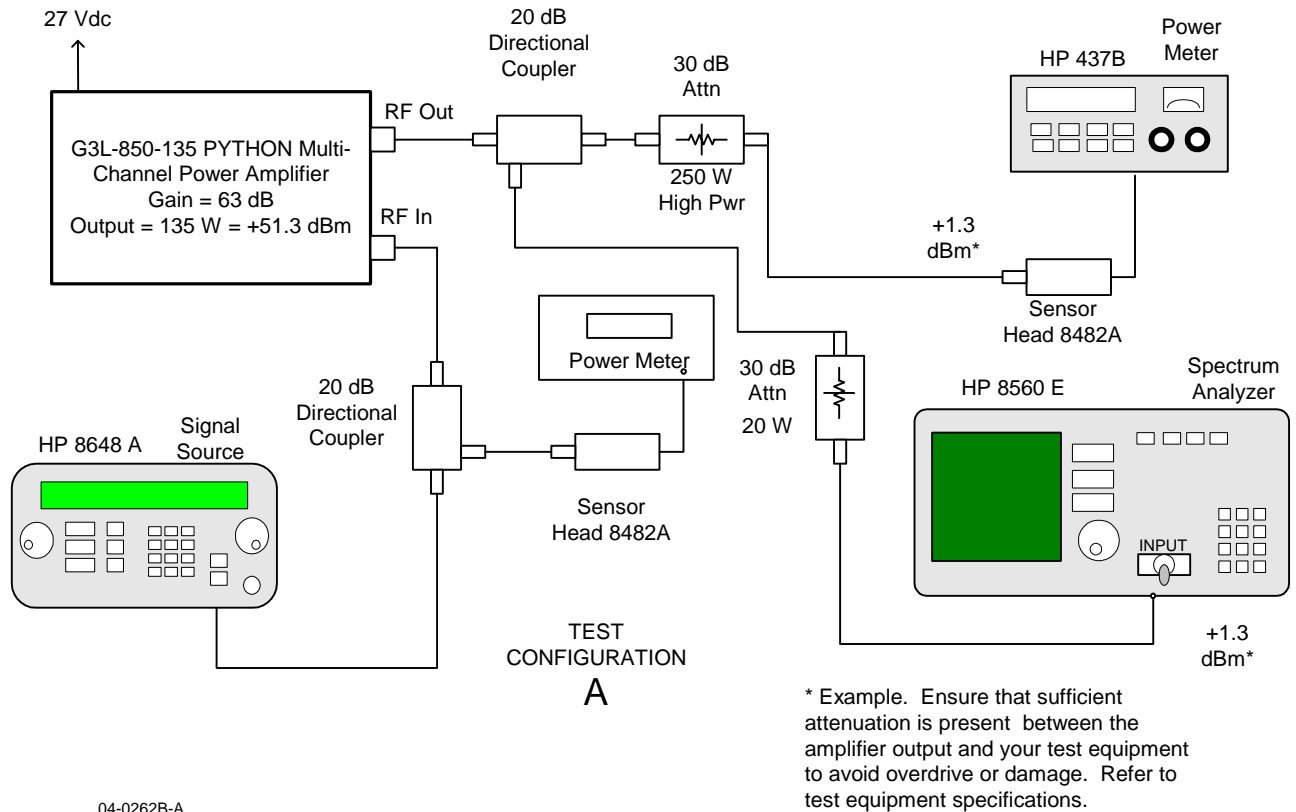 27 Vdc
20 dB
Directional
Coupler
30 dB
Attn
250 W
High Pwr
HP 437B
Power
Meter
RF Out
G3L-850-135 PYTHON Multi-
Channel Power Amplifier
Gain = 63 dB
Output = 135 W = +51.3 dBm
RF In
+1.3
dBm*
Sensor
Head 8482A
Power Meter
20 dB
Directional
Coupler
30 dB
Attn
20 W
HP 8560 E
Spectrum
Analyzer
HP 8648 A
Signal
Source
Sensor
Head 8482A
INPUT
TEST
CONFIGURATION
A
+1.3
dBm*
* Example. Ensure that sufficient
attenuation is present between the
amplifier output and your test equipment
to avoid overdrive or damage. Refer to
test equipment specifications.
04-0262B-A